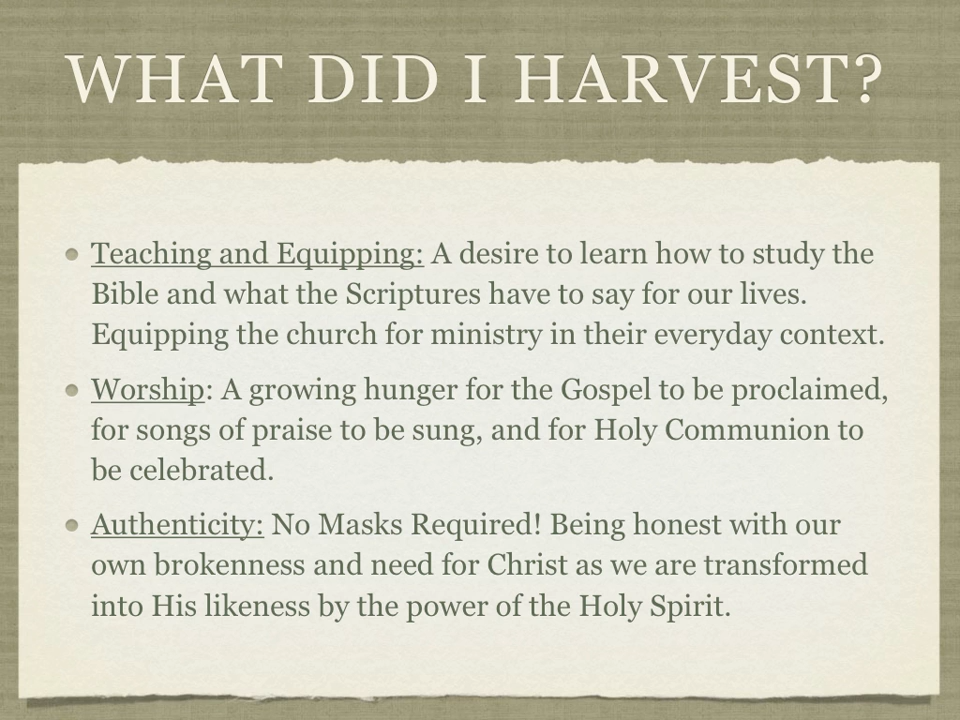 WHAT DID I HARVEST?
Teaching and Equipping: A desire to learn how to study the
Bible and what the Scriptures have to say for our lives.
Equipping the church for ministry in their everyday context.
Worship: A growing hunger for the Gospel to be proclaimed,
for songs of praise to be sung, and for Holy Communion to
be celebrated.
Authenticity: No Masks Required! Being honest with our
own brokenness and need for Christ as we are transformed
into His likeness by the power of the Holy Spirit.